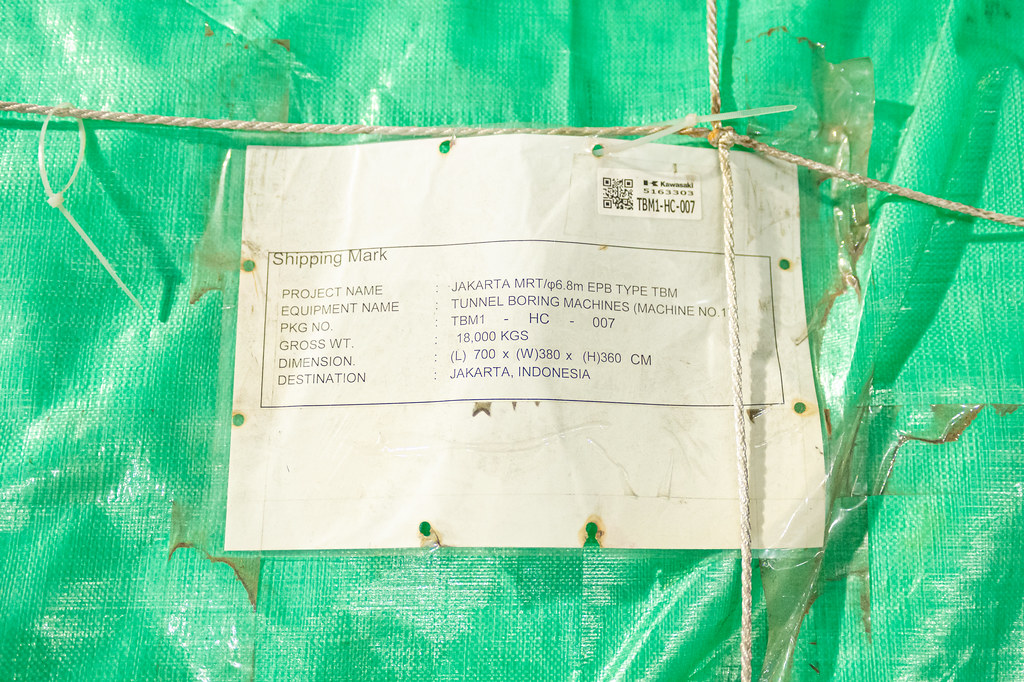 Kawasaki
5163303
TBM1-HC-007
Shipping Mark
PROJECT NAME : JAKARTA MRT/φ6.8m EPB TYPE TBM
EQUIPMENT NAME : TUNNEL BORING MACHINES (MACHINE NO.1
PKG NO. : TBM1 - HC - 007
GROSS WT. : 18,000 KGS
DIMENSION. : (L) 700 x (W)380 x (H)360 CM
DESTINATION : JAKARTA, INDONESIA